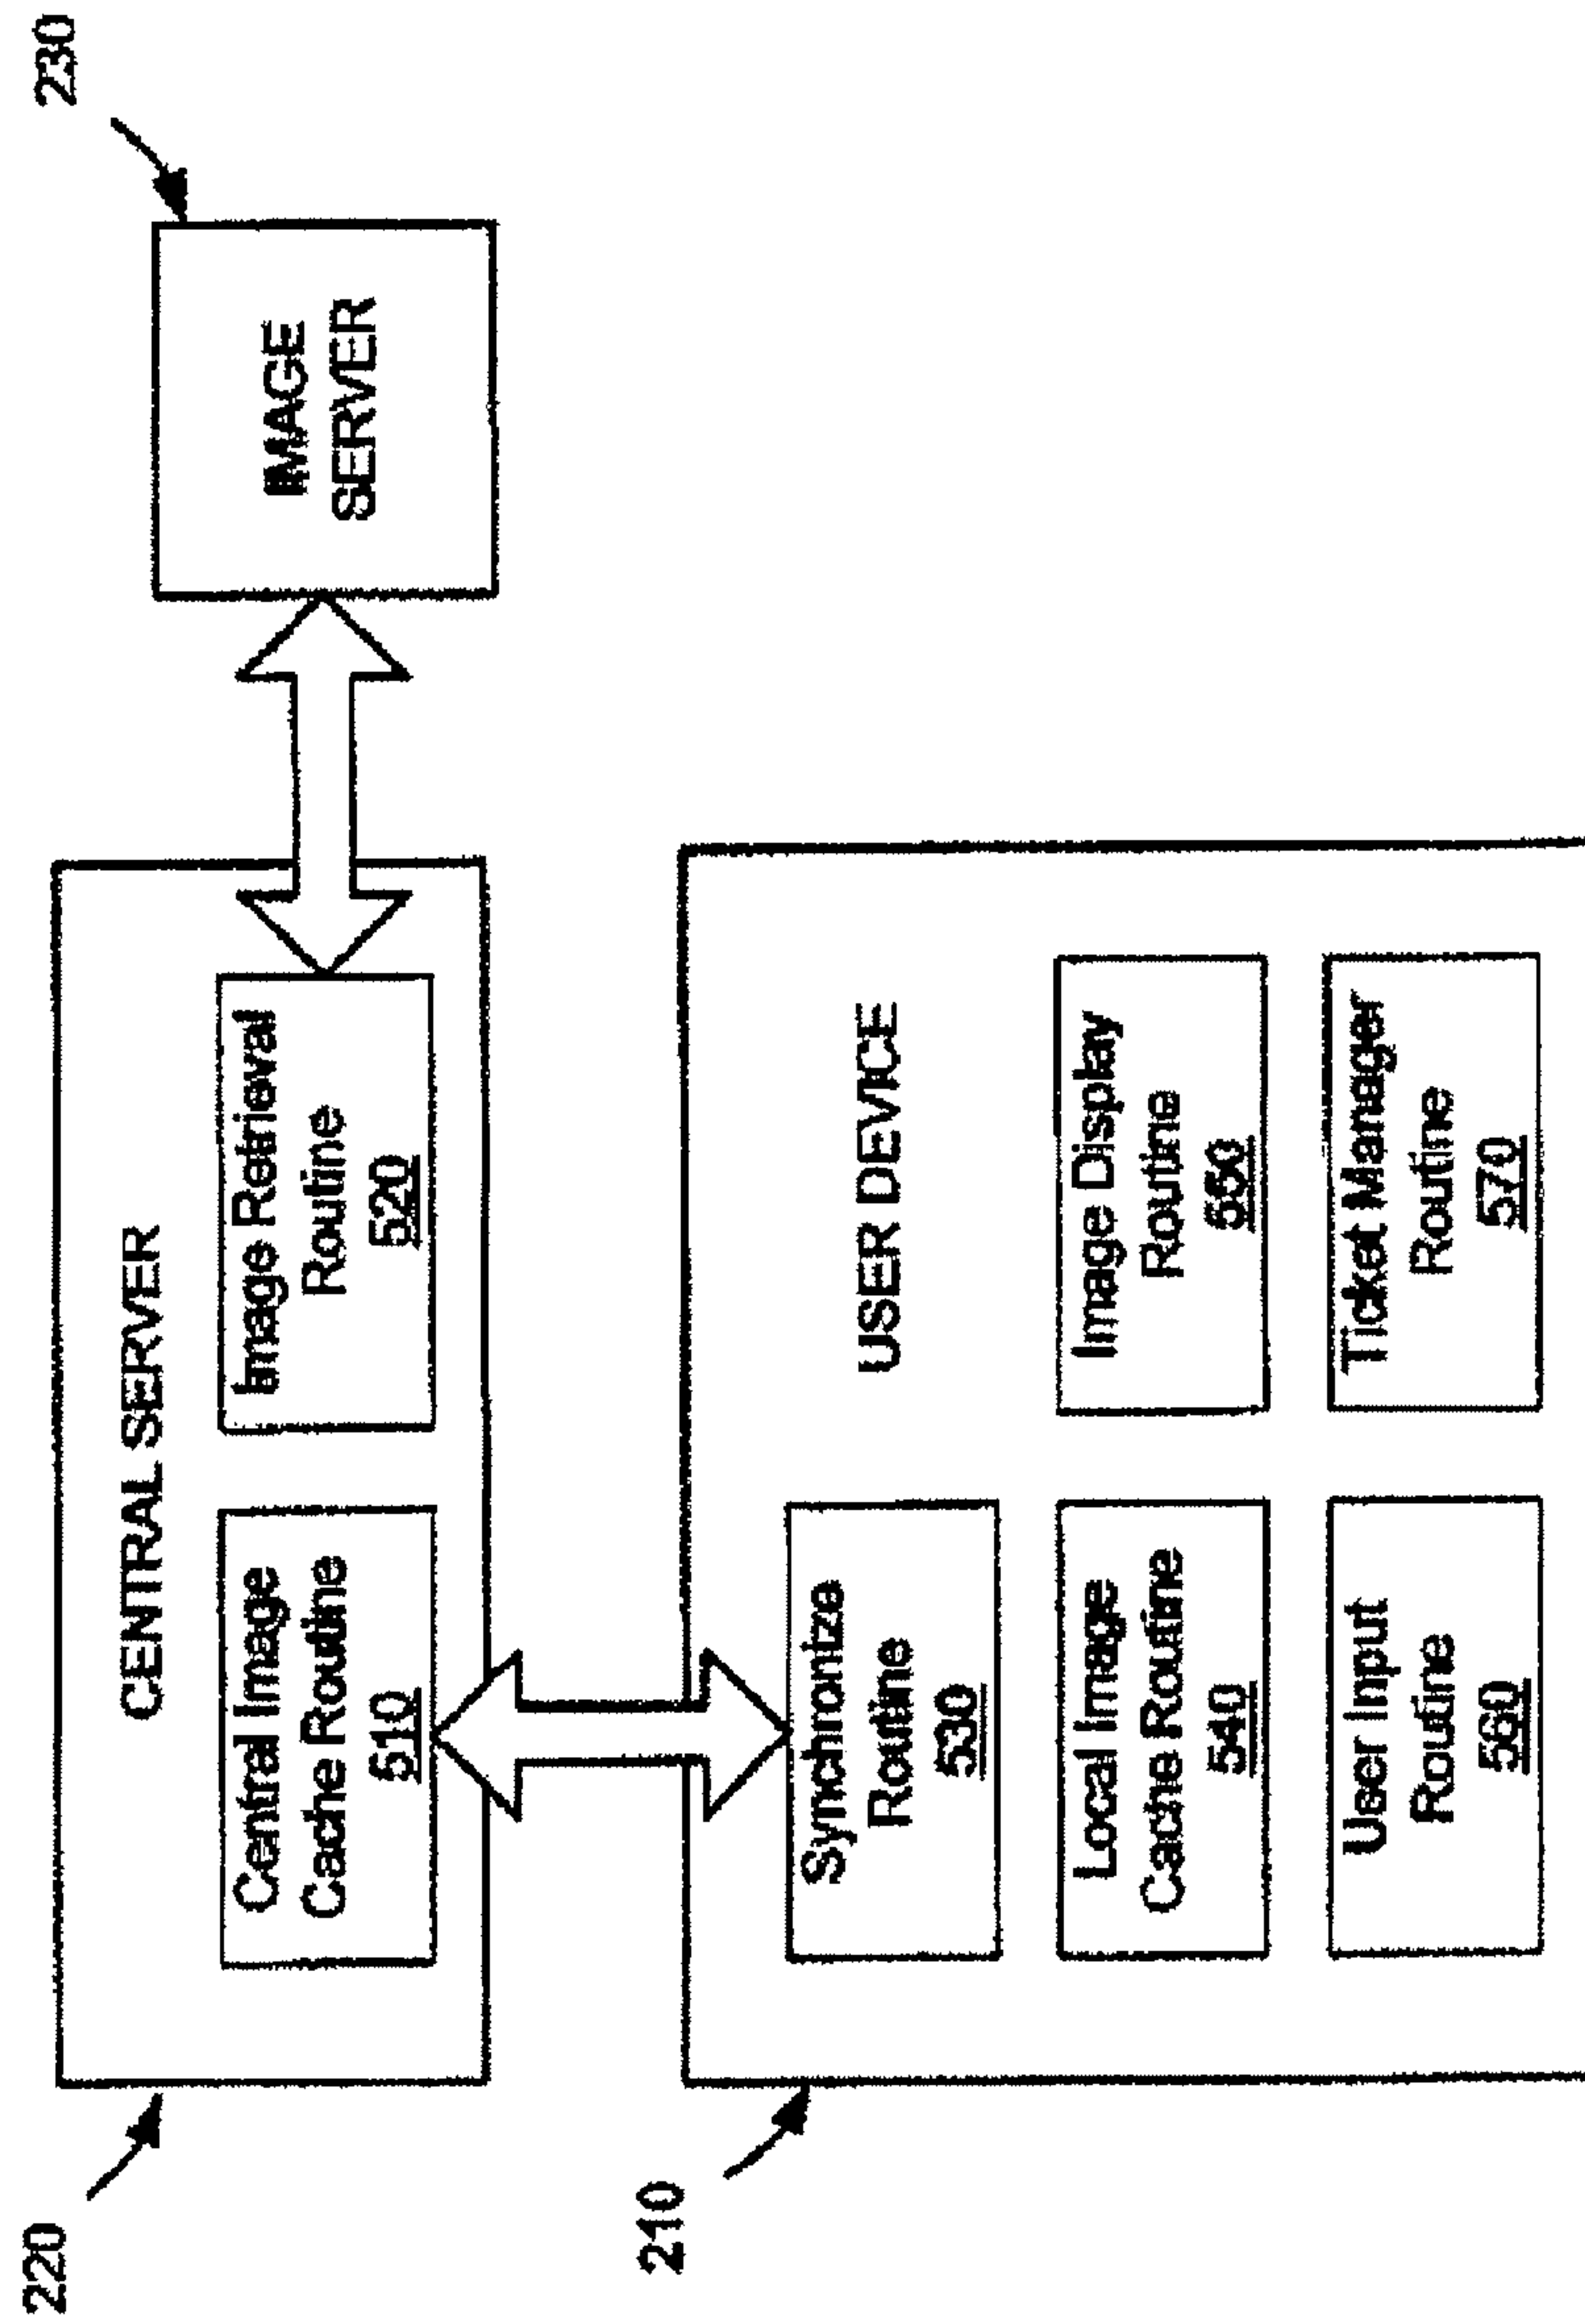 220
CENTRAL SERVER
Central Image
Cache Routine
510
Image Retrieval
Routine
520
230
IMAGE
SERVER
210
USER DEVICE
Synchronize
Routine
530
Local Image
Cache Routine
540
Image Display
Routine
550
User Input
Routine
560
Ticket Manager
Routine
570